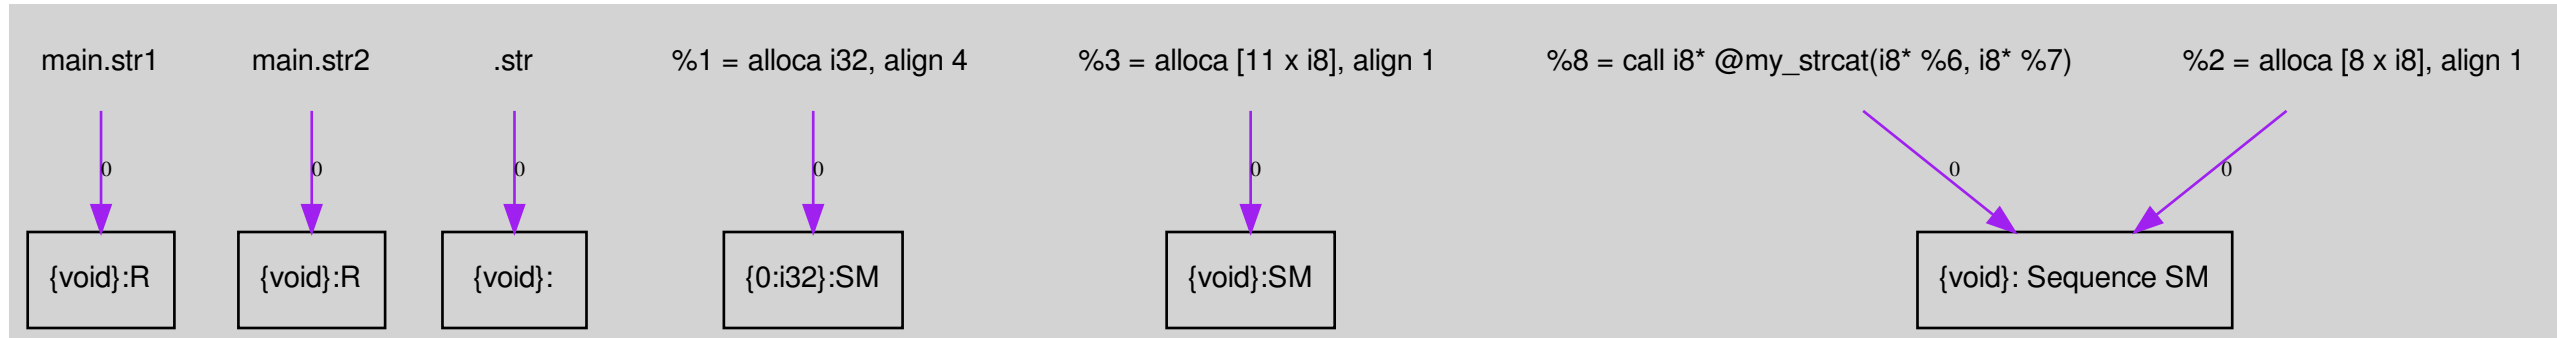 main.str1 main.str2 .str %1 = alloca i32, align 4 %3 = alloca [11 x i8], align 1 %8 = call i8* @my_strcat(i8* %6, i8* %7) %2 = alloca [8 x i8], align 1
0 0 0 0 0 0 0
{void}:R {void}:R {void}: {0:i32}:SM {void}:SM {void}: Sequence SM